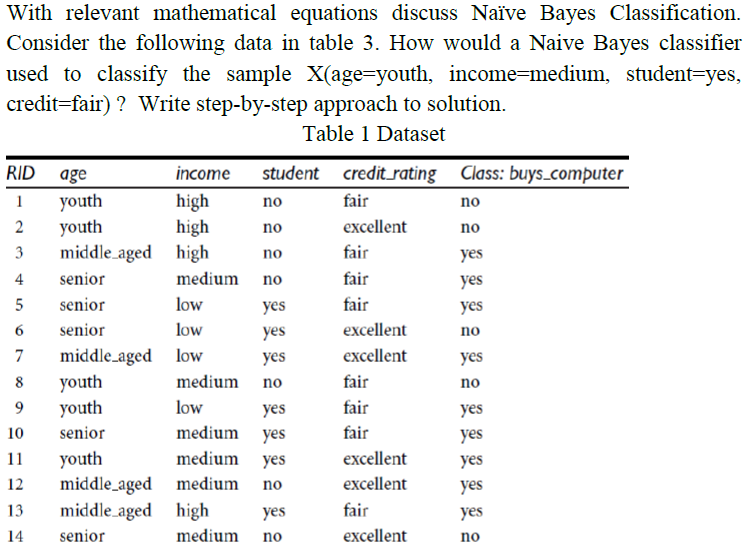 With relevant mathematical equations discuss Naïve Bayes Classification.
Consider the following data in table 3. How would a Naive Bayes classifier
used to classify the sample X(age=youth, income=medium, student=yes,
credit=fair) ? Write step-by-step approach to solution.
Table 1 Dataset
RID age income student credit_rating Class: buys_computer
1 youth high no fair no
2 youth high no excellent no
3 middle_aged high no fair yes
4 senior medium no fair yes
5 senior low yes fair yes
6 senior low yes excellent no
7 middle_aged low yes excellent yes
8 youth medium no fair no
9 youth low yes fair yes
10 senior medium yes fair yes
11 youth medium yes excellent yes
12 middle_aged medium no excellent yes
13 middle_aged high yes fair yes
14 senior medium no excellent no